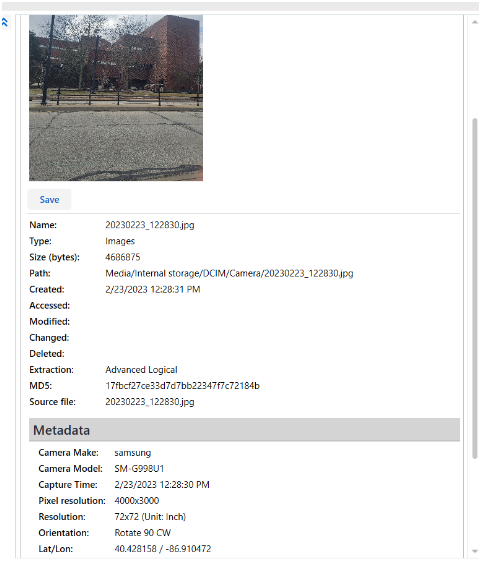 Save
Name: 20230223_122830.jpg
Type: Images
Size (bytes): 4686875
Path: Media/Internal storage/DCIM/Camera/20230223_122830.jpg
Created: 2/23/2023 12:28:31 PM
Accessed:
Modified:
Changed:
Deleted:
Extraction: Advanced Logical
MD5: 17fbcf27ce33d7d7bb22347f7c72184b
Source file: 20230223_122830.jpg
Metadata
Camera Make: samsung
Camera Model: SM-G998U1
Capture Time: 2/23/2023 12:28:30 PM
Pixel resolution: 4000x3000
Resolution: 72x72 (Unit: Inch)
Orientation: Rotate 90 CW
Lat/Lon: 40.428158 / -86.910472